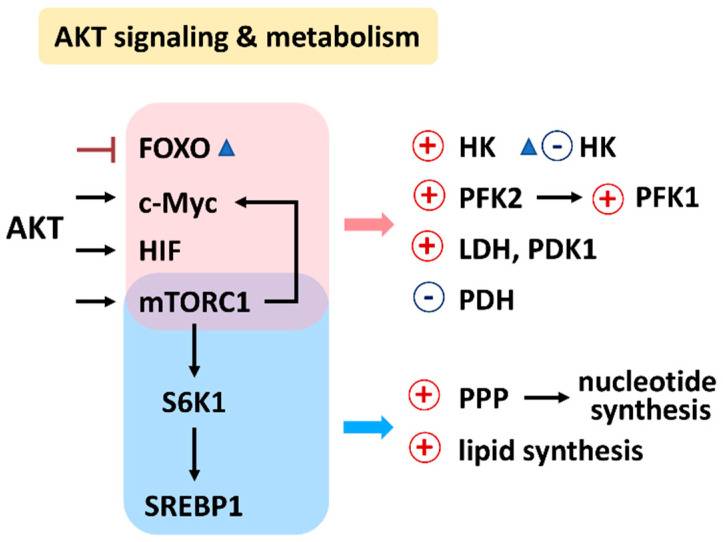 AKT signaling & metabolism
AKT
FOXO
c-Myc
HIF
mTORC1
S6K1
SREBP1
+ HK - HK
+ PFK2 + PFK1
+ LDH, PDK1
- PDH
+ PPP nucleotide
synthesis
+ lipid synthesis